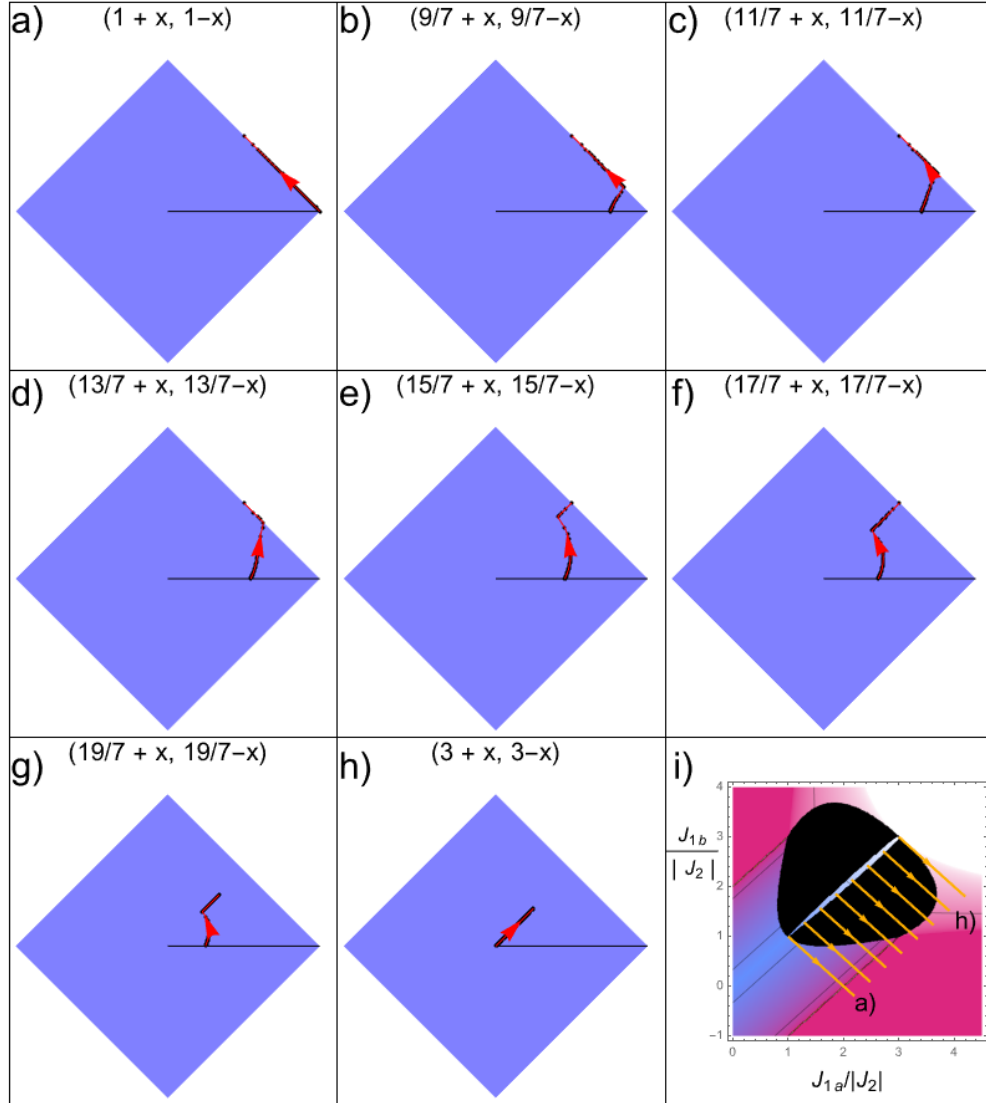 a) (1 + x, 1−x)
b) (9/7 + x, 9/7−x)
c) (11/7 + x, 11/7−x)
d) (13/7 + x, 13/7−x)
e) (15/7 + x, 15/7−x)
f) (17/7 + x, 17/7−x)
g) (19/7 + x, 19/7−x)
h) (3 + x, 3−x)
i)
J1b
| J2 |
4
3
2
1
0
−1
h)
a)
0 1 2 3 4
J1a/|J2|